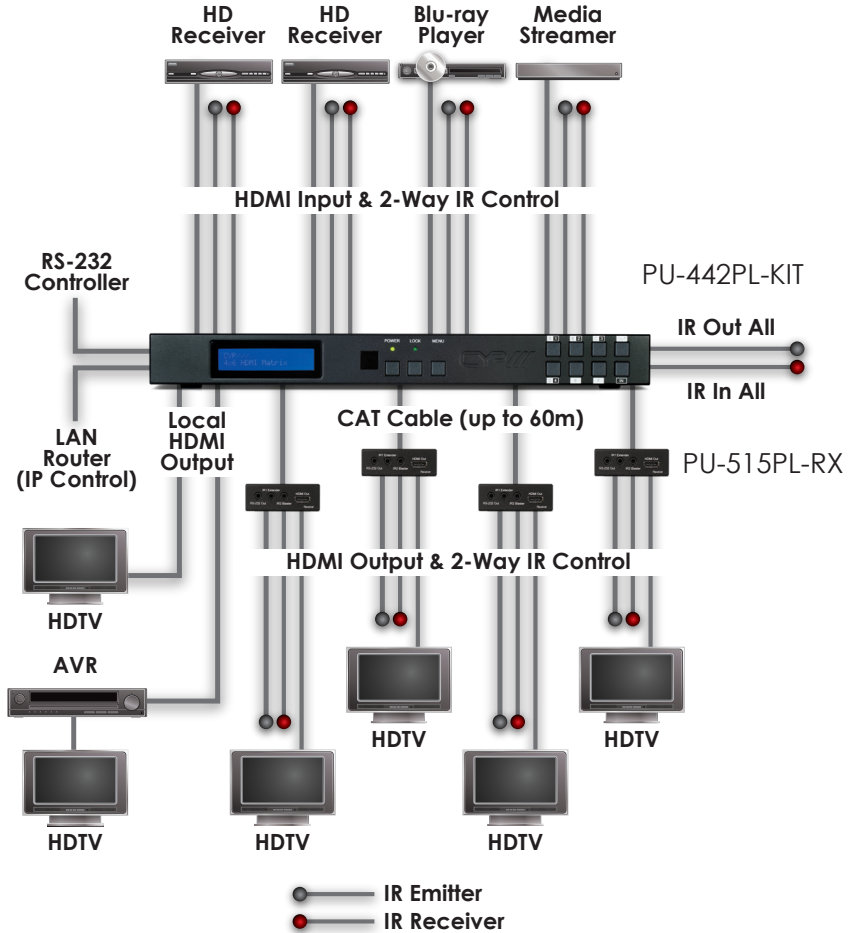 HD
Receiver
HD
Receiver
Blu-ray
Player
Media
Streamer
HDMI Input & 2-Way IR Control
RS-232
Controller
PU-442PL-KIT
IR Out All
IR In All
POWER
LOCK
MENU
CYP
LAN
Router
(IP Control)
Local
HDMI
Output
CAT Cable (up to 60m)
PU-515PL-RX
HDMI Output & 2-Way IR Control
HDTV
AVR
HDTV
HDTV
HDTV
HDTV
HDTV
IR Emitter
IR Receiver